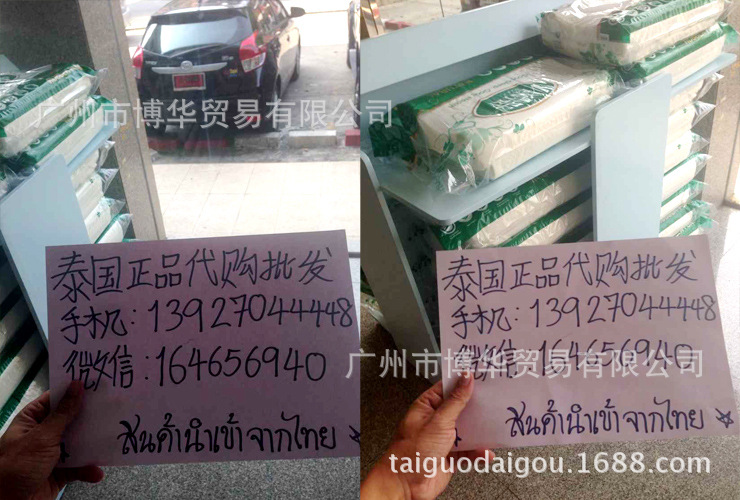 广州市博华贸易有限公司
泰国正品代购批发
手机:13927044448
微信:164656940
สินค้านำเข้าจากไทย
泰国正品代购批发
手机:13927044448
微信:164656940
广州市博华贸易有限公司
สินค้านำเข้าจากไทย
taiguodaigou.1688.com